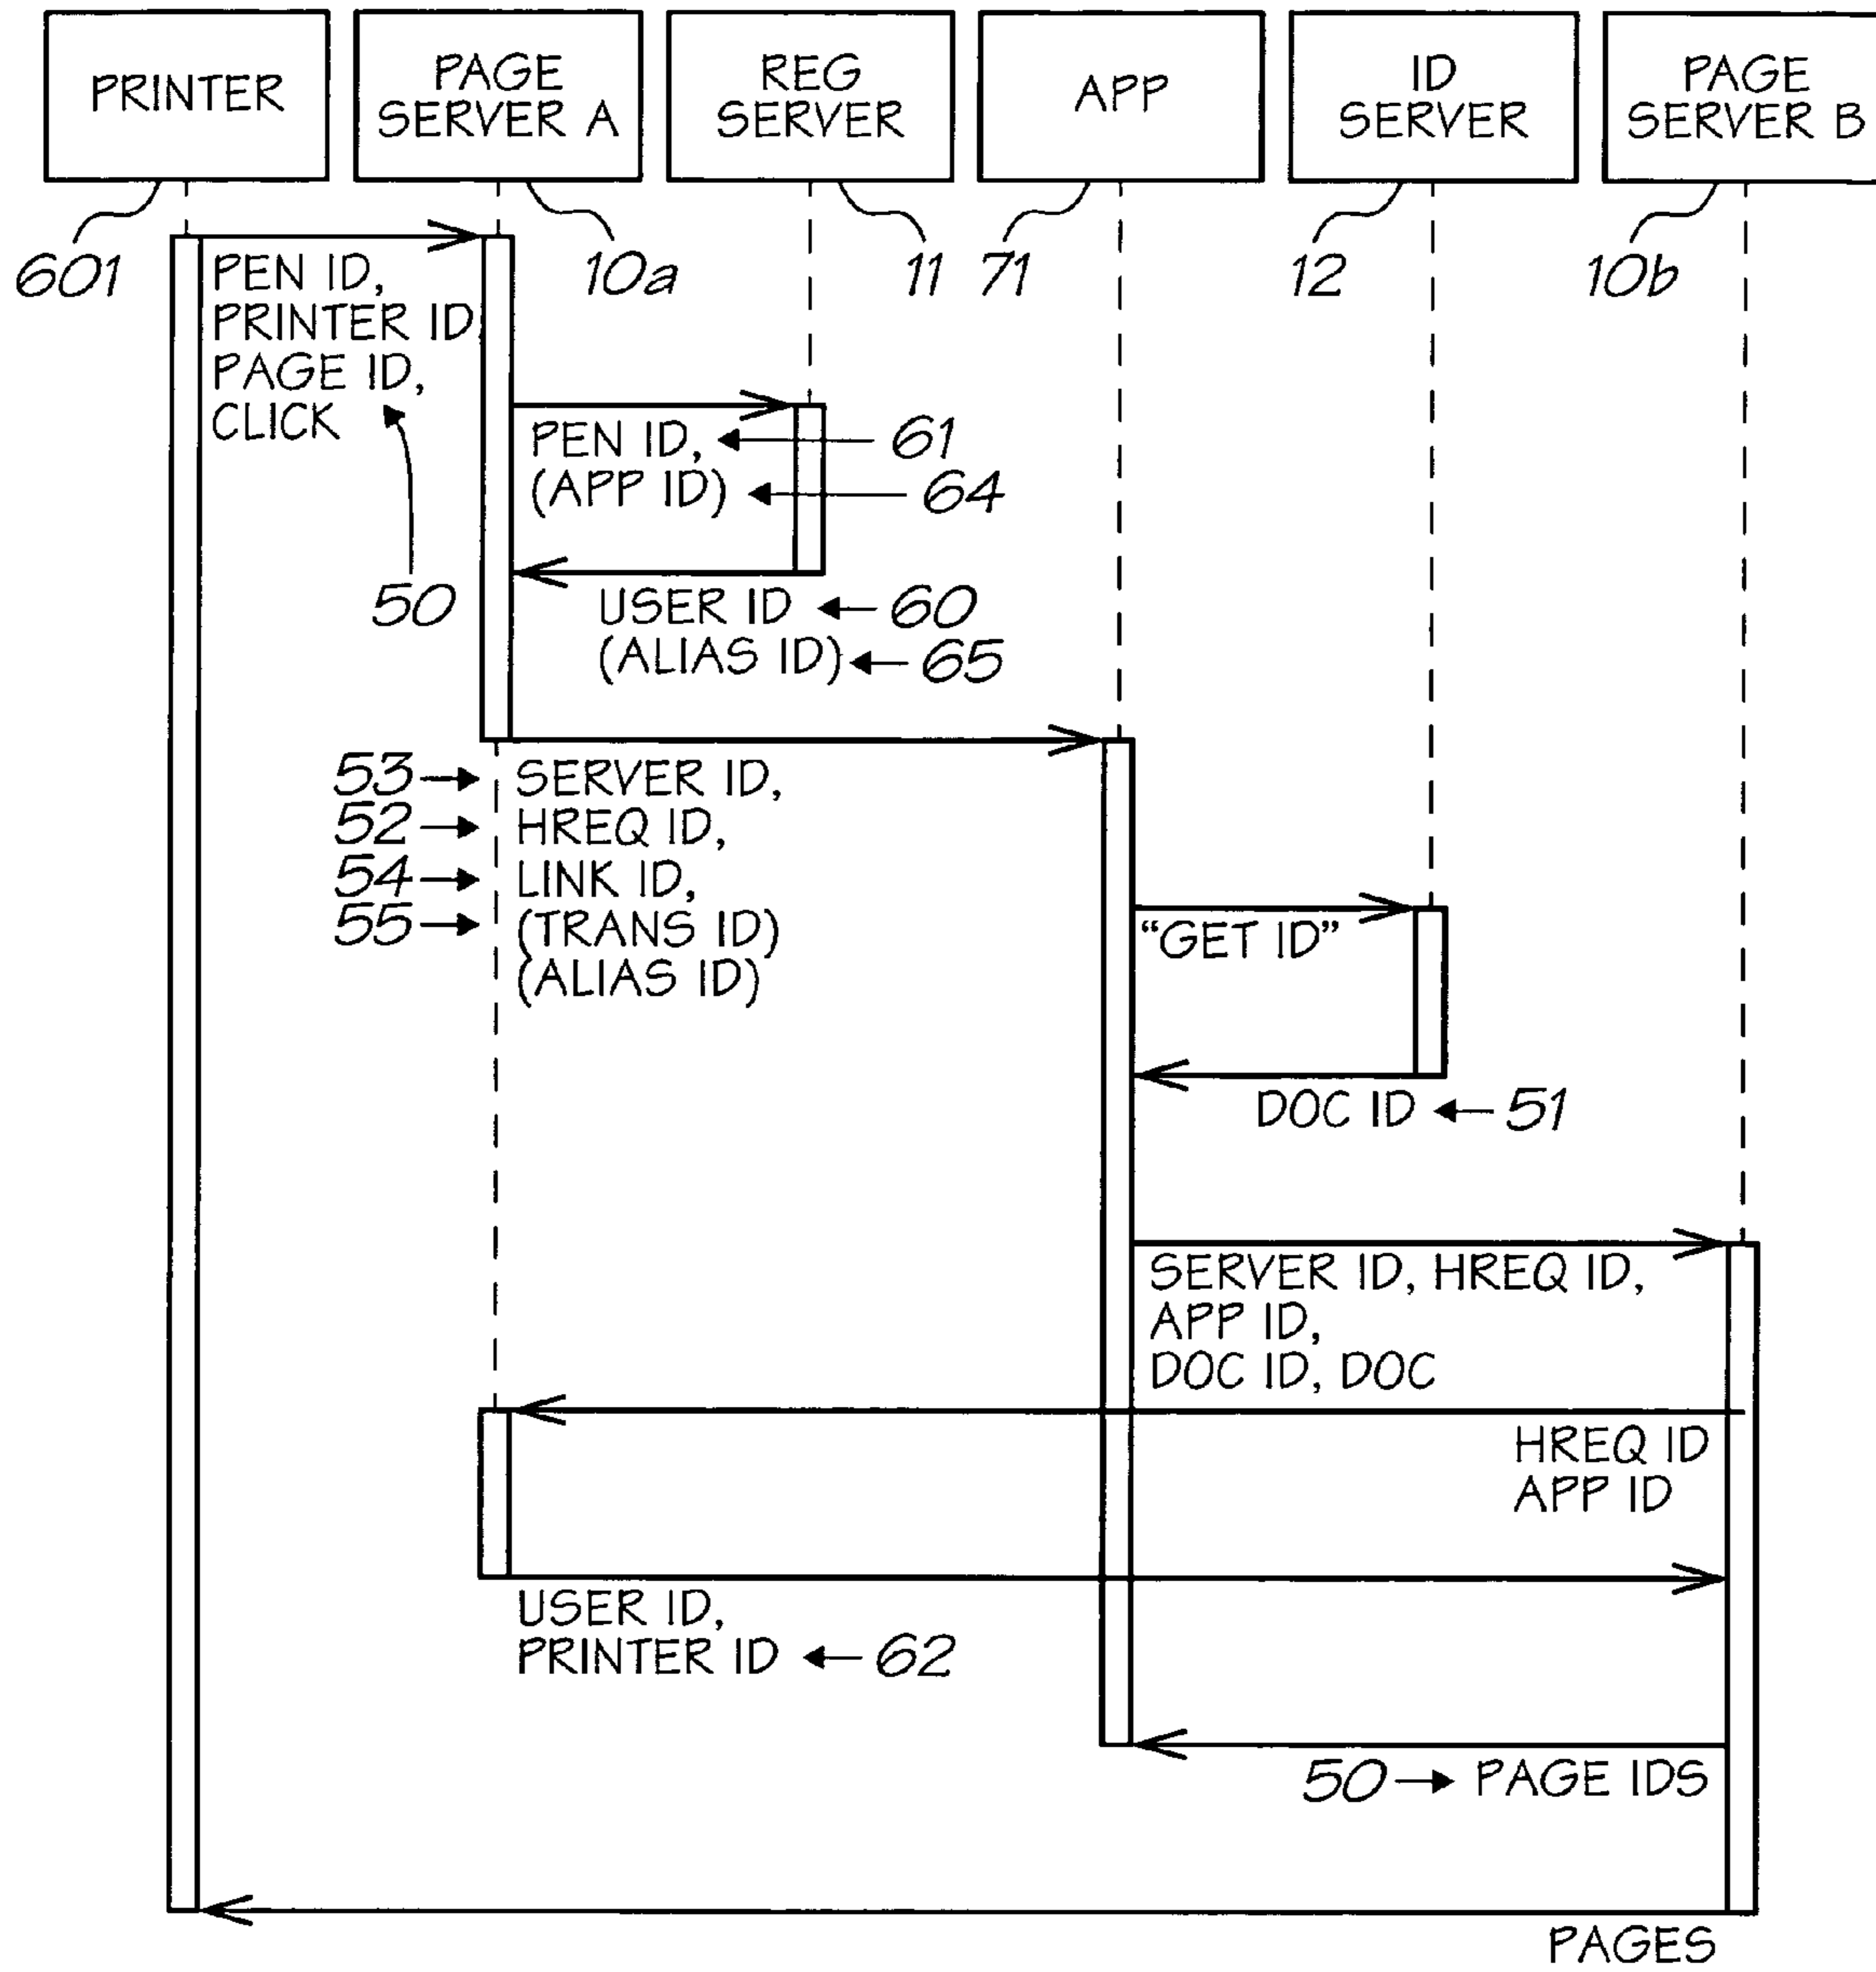 PRINTER
PAGE
SERVER A
REG
SERVER
APP
ID
SERVER
PAGE
SERVER B
601
10a
11
71
12
10b
PEN ID,
PRINTER ID
PAGE ID,
CLICK
50
PEN ID,
61
(APP ID)
64
USER ID
60
(ALIAS ID)
65
53
SERVER ID,
52
HREQ ID,
54
LINK ID,
55
(TRANS ID)
(ALIAS ID)
“GET ID”
DOC ID
51
SERVER ID, HREQ ID,
APP ID,
DOC ID, DOC
HREQ ID
APP ID
USER ID,
PRINTER ID
62
50
PAGE IDS
PAGES